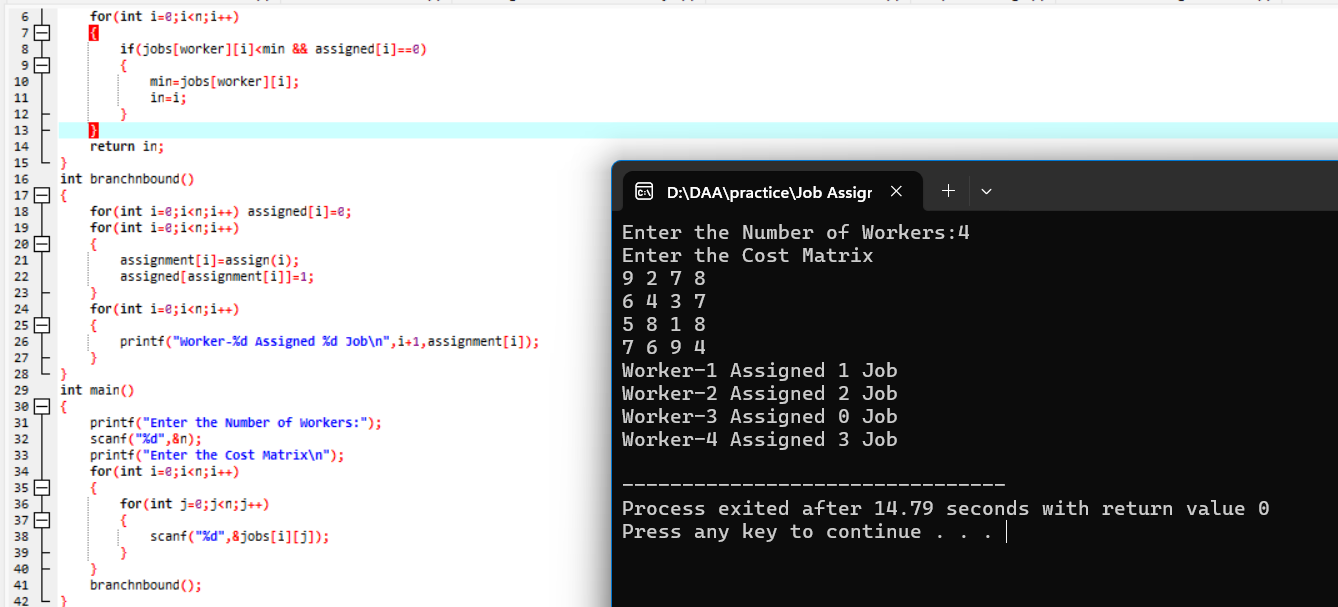 6 for(int i=0;i<n;i++)
7 {
8 if(jobs[worker][i]<min && assigned[i]==0)
9 {
10 min=jobs[worker][i];
11 in=i;
12 }
13 }
14 return in;
15 }
16 int branchnbound()
17 {
18 for(int i=0;i<n;i++) assigned[i]=0;
19 for(int i=0;i<n;i++)
20 {
21 assignment[i]=assign(i);
22 assigned[assignment[i]]=1;
23 }
24 for(int i=0;i<n;i++)
25 {
26 printf("Worker-%d Assigned %d Job\n",i+1,assignment[i]);
27 }
28 }
29 int main()
30 {
31 printf("Enter the Number of Workers:");
32 scanf("%d",&n);
33 printf("Enter the Cost Matrix\n");
34 for(int i=0;i<n;i++)
35 {
36 for(int j=0;j<n;j++)
37 {
38 scanf("%d",&jobs[i][j]);
39 }
40 }
41 branchnbound();
42 }
D:\DAA\practice\Job Assigr
Enter the Number of Workers:4
Enter the Cost Matrix
9 2 7 8
6 4 3 7
5 8 1 8
7 6 9 4
Worker-1 Assigned 1 Job
Worker-2 Assigned 2 Job
Worker-3 Assigned 0 Job
Worker-4 Assigned 3 Job
--------------------------------
Process exited after 14.79 seconds with return value 0
Press any key to continue . . .